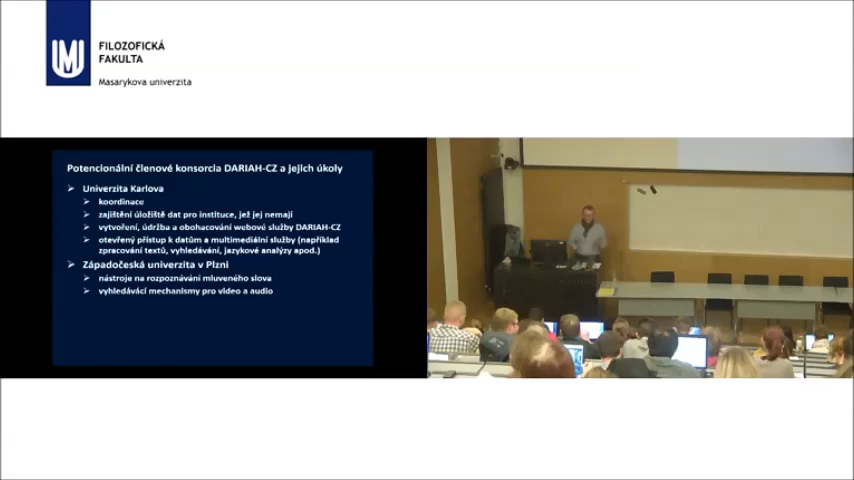 FILOZOFICKÁ
FAKULTA
Masarykova univerzita
Potencionální členové konsorcia DARIAH-CZ a jejich úkoly
Univerzita Karlova
koordinace
zajištění úložiště dat pro instituce, jež jej nemají
vytvoření, údržba a obohacování webové služby DARIAH-CZ
otevřený přístup k datům a multimediální služby (například
zpracování textů, vyhledávání, jazykové analýzy apod.)
Západočeská univerzita v Plzni
nástroje na rozpoznávání mluveného slova
vyhledávácí mechanismy pro video a audio